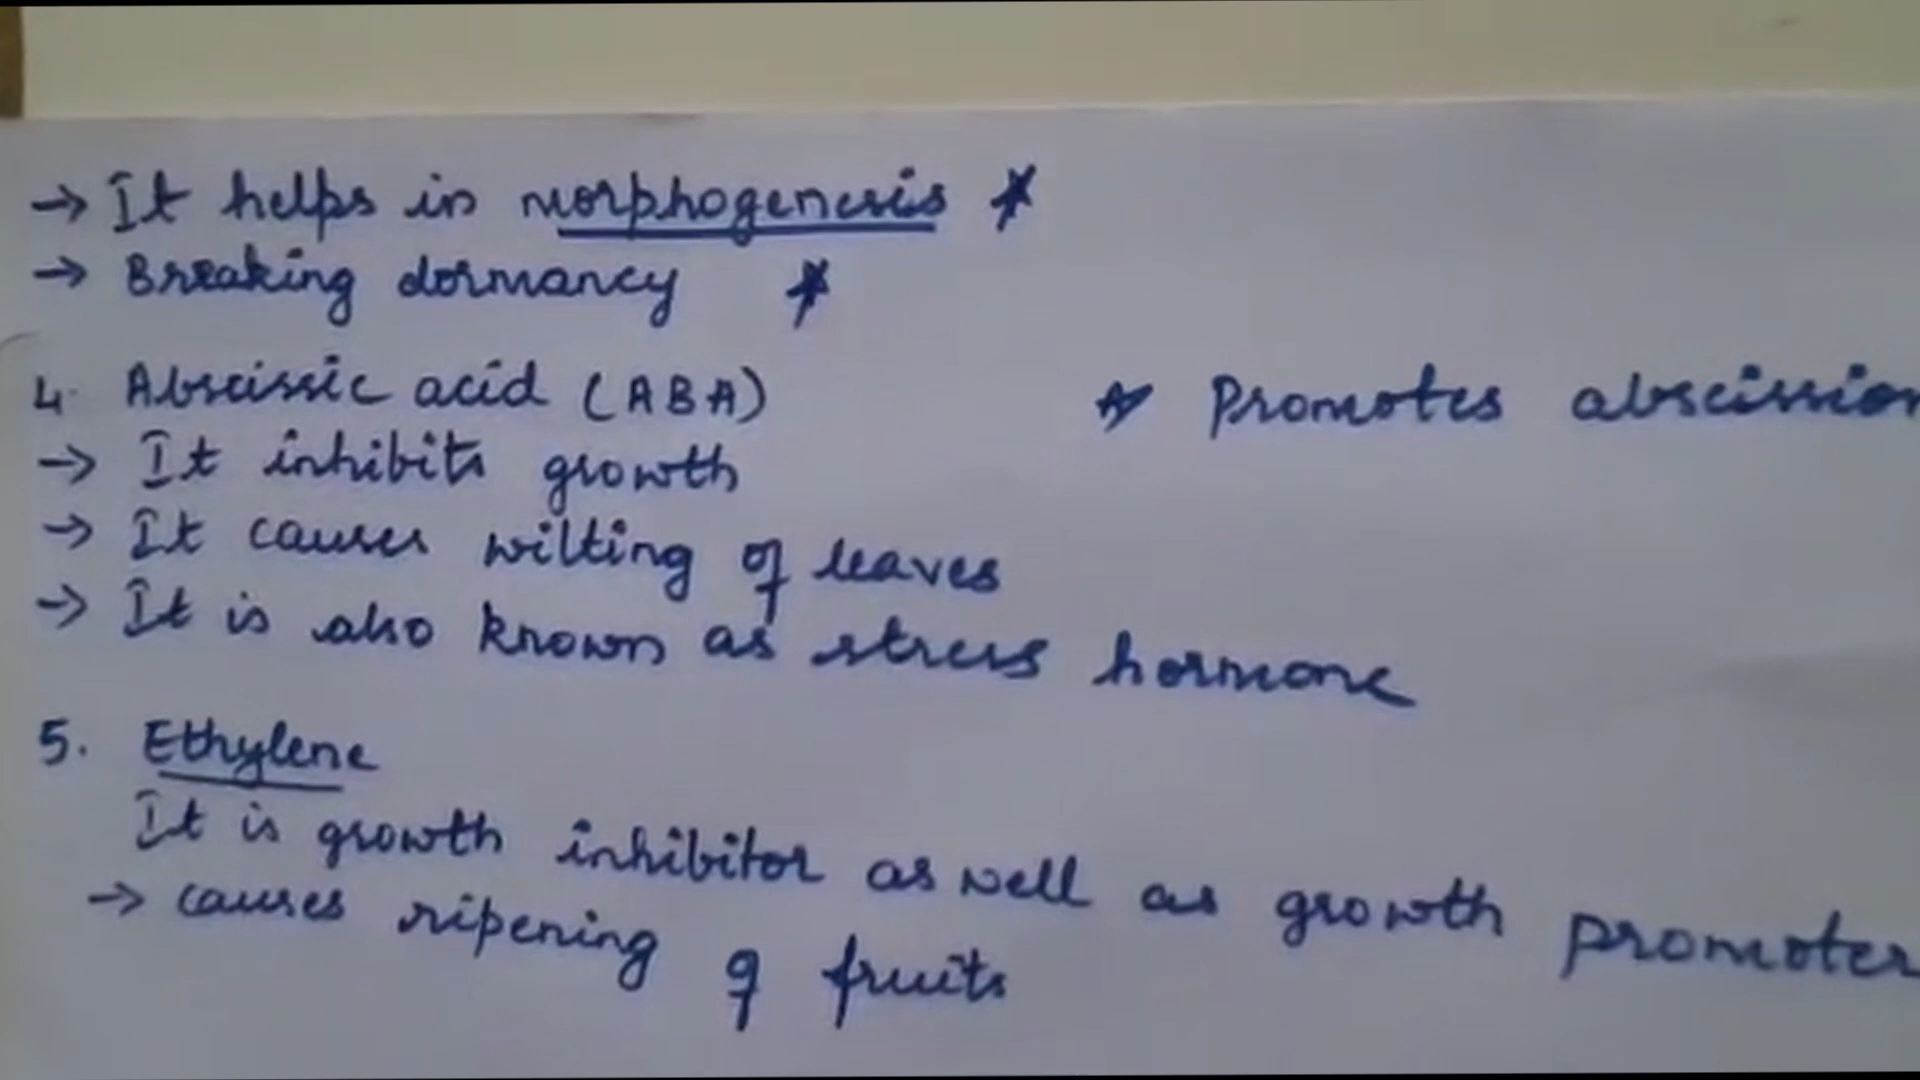 → It helps in morphogenesis *
→ Breaking dormancy *
4. Abscissic acid (ABA) * Promotes abscission
→ It inhibits growth
→ It causes wilting of leaves
→ It is also known as stress hormone
5. Ethylene
It is growth inhibitor as well as growth promoter
→ causes ripening of fruits